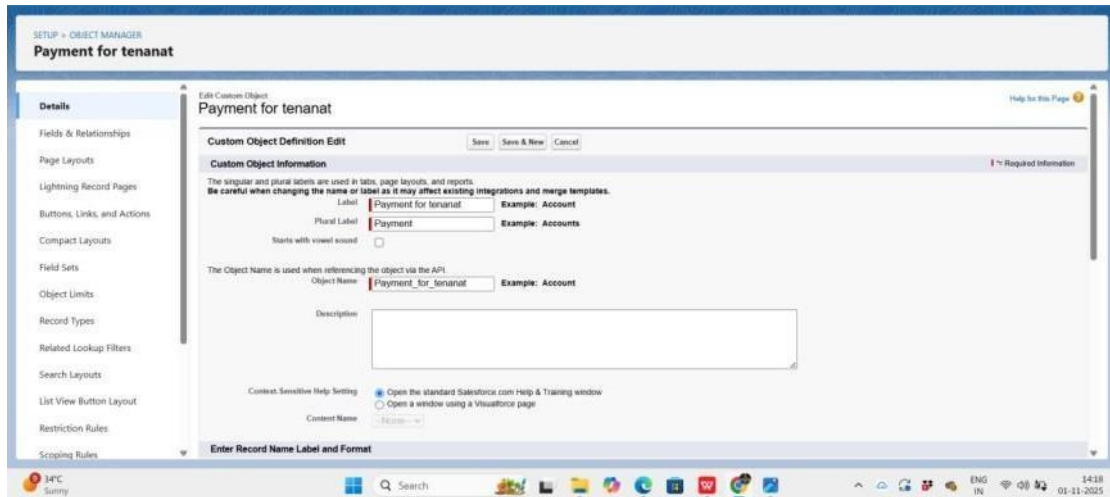 SETUP > OBJECT MANAGER
Payment for tenanat
Details
Fields & Relationships
Page Layouts
Lightning Record Pages
Buttons, Links, and Actions
Compact Layouts
Field Sets
Object Limits
Record Types
Related Lookup Filters
Search Layouts
List View Button Layout
Restriction Rules
Scoping Rules
Edit Custom Object
Payment for tenanat
Help for this Page
Custom Object Definition Edit Save Save & New Cancel
Custom Object Information = Required Information
The singular and plural labels are used in tabs, page layouts, and reports.
Be careful when changing the name or label as it may affect existing integrations and merge templates.
Label Payment for tenanat Example: Account
Plural Label Payment Example: Accounts
Starts with vowel sound
The Object Name is used when referencing the object via the API.
Object Name Payment_for_tenanat Example: Account
Description
Context-Sensitive Help Setting Open the standard Salesforce.com Help & Training window
Open a window using a Visualforce page
Content Name --None--
Enter Record Name Label and Format
34°C
Sunny
Search
ENG
IN
14:18
01-11-2025